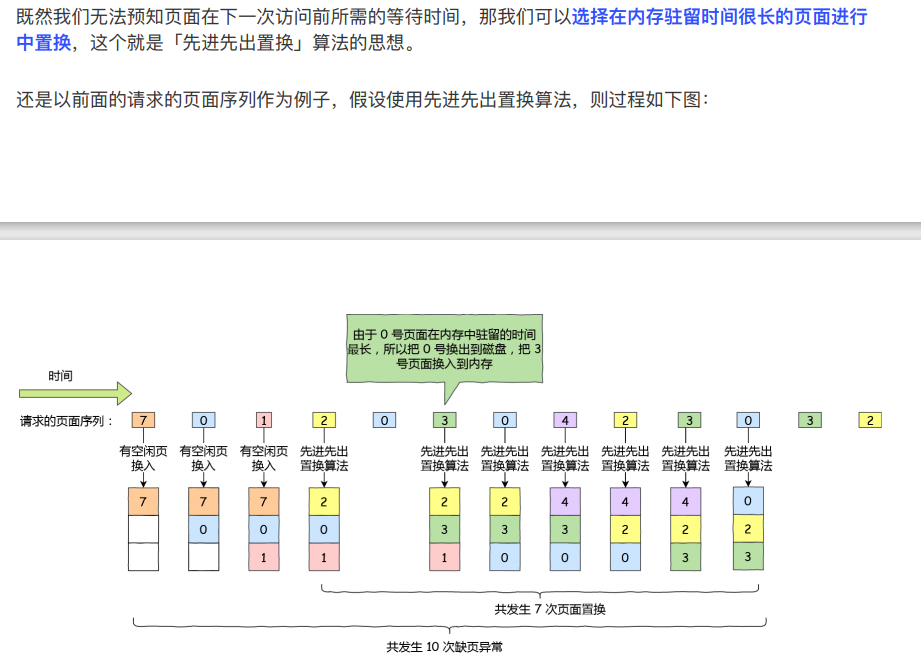 既然我们无法预知页面在下一次访问前所需的等待时间，那我们可以选择在内存驻留时间很长的页面进行
中置换，这个就是「先进先出置换」算法的思想。
还是以前面的请求的页面序列作为例子，假设使用先进先出置换算法，则过程如下图：
由于 0 号页面在内存中驻留的时间
最长，所以把 0 号换出到磁盘，把 3
号页面换入到内存
时间
请求的页面序列： 7 0 1 2 0 3 0 4 2 3 0 3 2
有空闲页 有空闲页 有空闲页 先进先出 先进先出 先进先出 先进先出 先进先出 先进先出 先进先出
换入 换入 换入 置换算法 置换算法 置换算法 置换算法 置换算法 置换算法 置换算法
7 7 7 2 2 2 4 4 4 0
0 0 0 3 3 3 2 2 2
1 1 1 0 0 0 3 3
共发生 7 次页面置换
共发生 10 次缺页异常